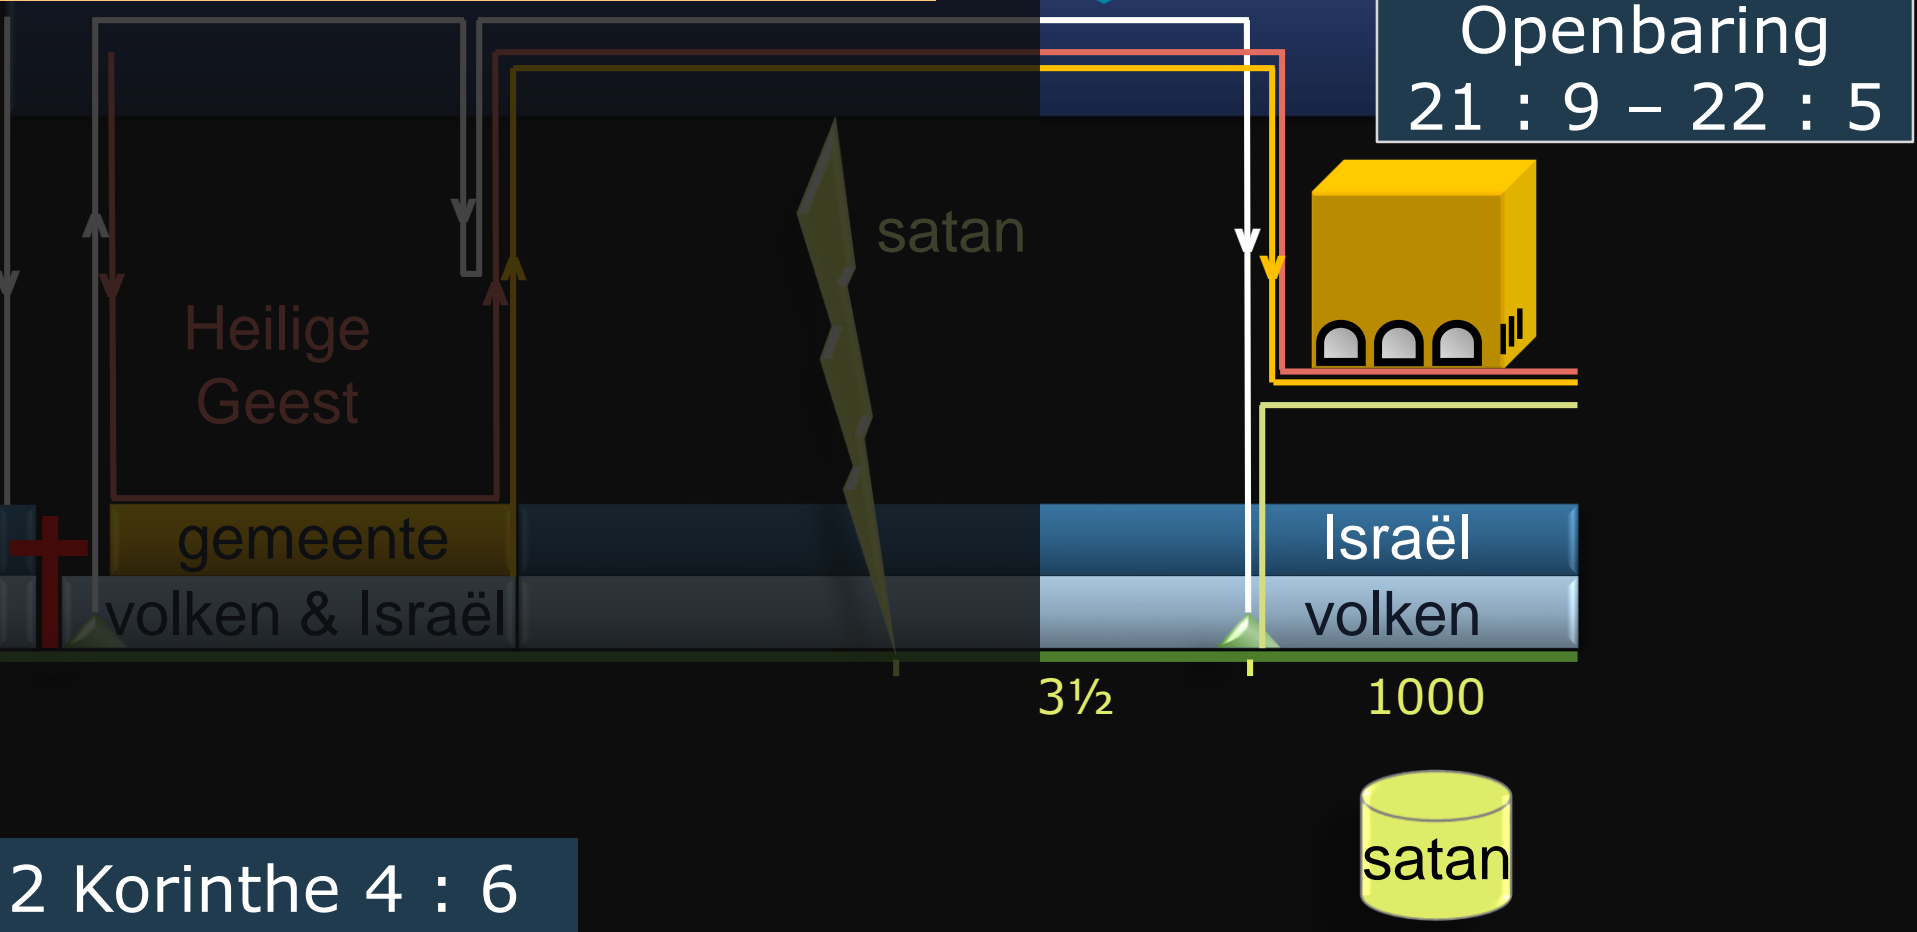 Openbaring
21 : 9 – 22 : 5
satan
Heilige
Geest
gemeente
Israël
volken & Israël
volken
3½
1000
satan
2 Korinthe 4 : 6